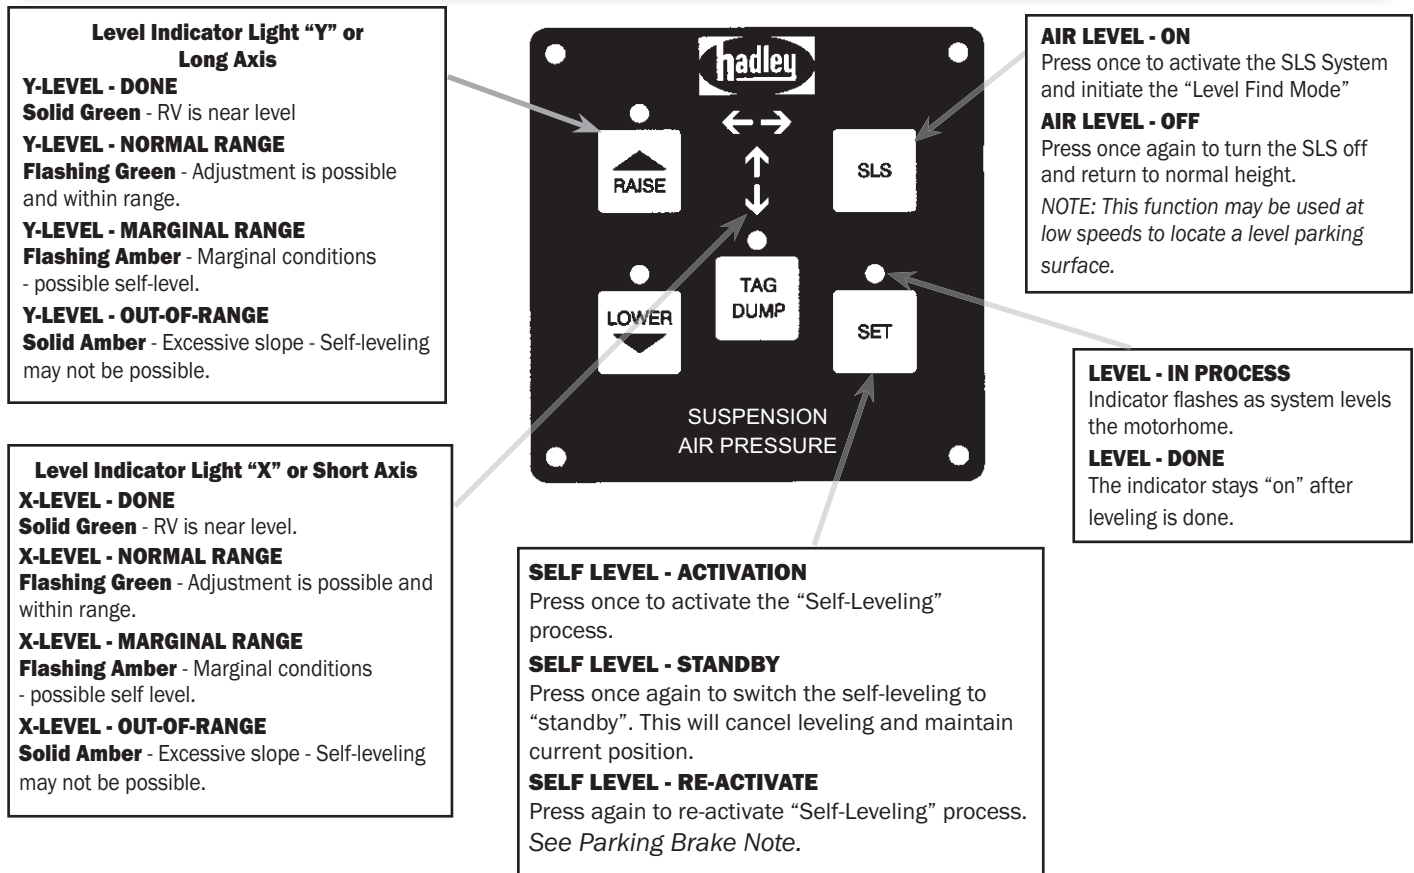 Level Indicator Light “Y” or
Long Axis
Y-LEVEL - DONE
Solid Green - RV is near level
Y-LEVEL - NORMAL RANGE
Flashing Green - Adjustment is possible
and within range.
Y-LEVEL - MARGINAL RANGE
Flashing Amber - Marginal conditions
- possible self-level.
Y-LEVEL - OUT-OF-RANGE
Solid Amber - Excessive slope - Self-leveling
may not be possible.
Level Indicator Light “X” or Short Axis
X-LEVEL - DONE
Solid Green - RV is near level.
X-LEVEL - NORMAL RANGE
Flashing Green - Adjustment is possible and
within range.
X-LEVEL - MARGINAL RANGE
Flashing Amber - Marginal conditions
- possible self level.
X-LEVEL - OUT-OF-RANGE
Solid Amber - Excessive slope - Self-leveling
may not be possible.
hadley
RAISE
SLS
LOWER
TAG
DUMP
SET
SUSPENSION
AIR PRESSURE
AIR LEVEL - ON
Press once to activate the SLS System
and initiate the “Level Find Mode”
AIR LEVEL - OFF
Press once again to turn the SLS off
and return to normal height.
NOTE: This function may be used at
low speeds to locate a level parking
surface.
LEVEL - IN PROCESS
Indicator flashes as system levels
the motorhome.
LEVEL - DONE
The indicator stays “on” after
leveling is done.
SELF LEVEL - ACTIVATION
Press once to activate the “Self-Leveling”
process.
SELF LEVEL - STANDBY
Press once again to switch the self-leveling to
“standby”. This will cancel leveling and maintain
current position.
SELF LEVEL - RE-ACTIVATE
Press again to re-activate “Self-Leveling” process.
See Parking Brake Note.